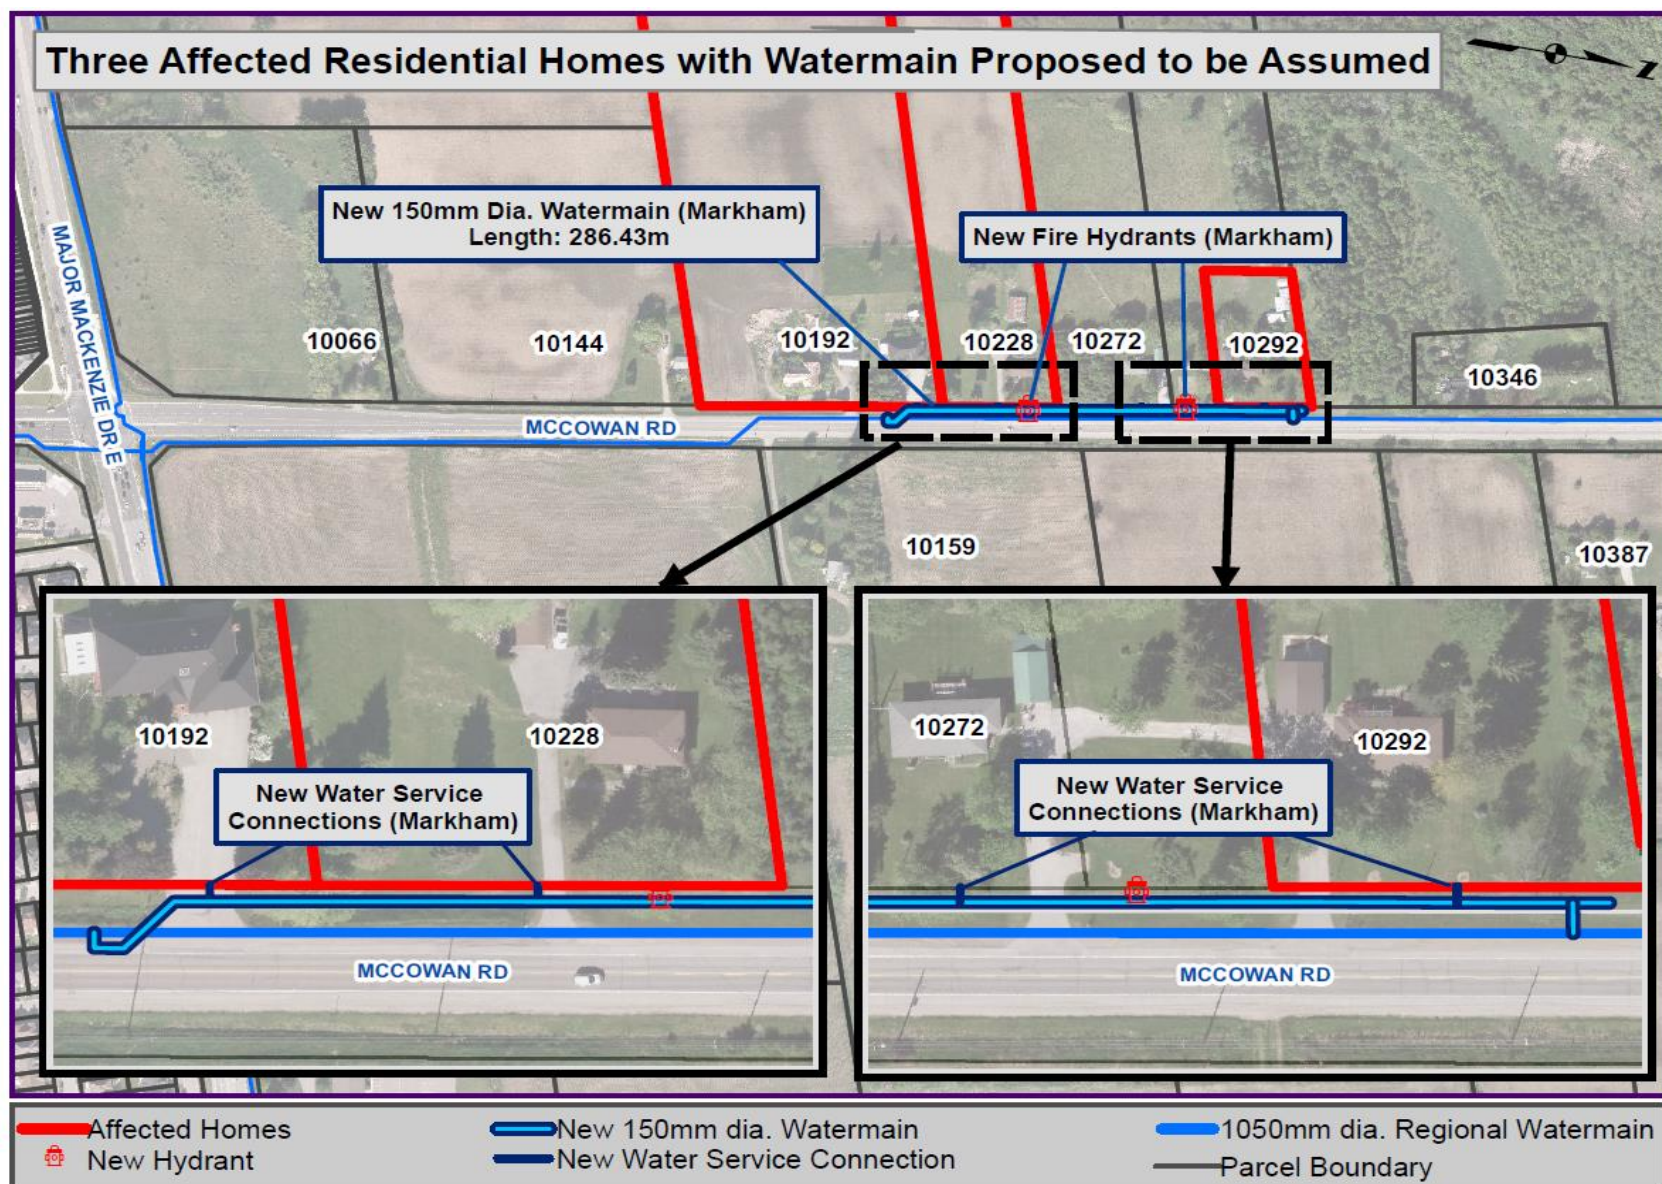 Three Affected Residential Homes with Watermain Proposed to be Assumed
N
New 150mm Dia. Watermain (Markham)
Length: 286.43m
New Fire Hydrants (Markham)
MAJOR MACKENZIE DR E
10066
10144
10192
10228
10272
10292
10346
MCCOWAN RD
10159
10387
10192
10228
New Water Service
Connections (Markham)
MCCOWAN RD
10272
10292
New Water Service
Connections (Markham)
MCCOWAN RD
Affected Homes
New 150mm dia. Watermain
1050mm dia. Regional Watermain
New Hydrant
New Water Service Connection
Parcel Boundary